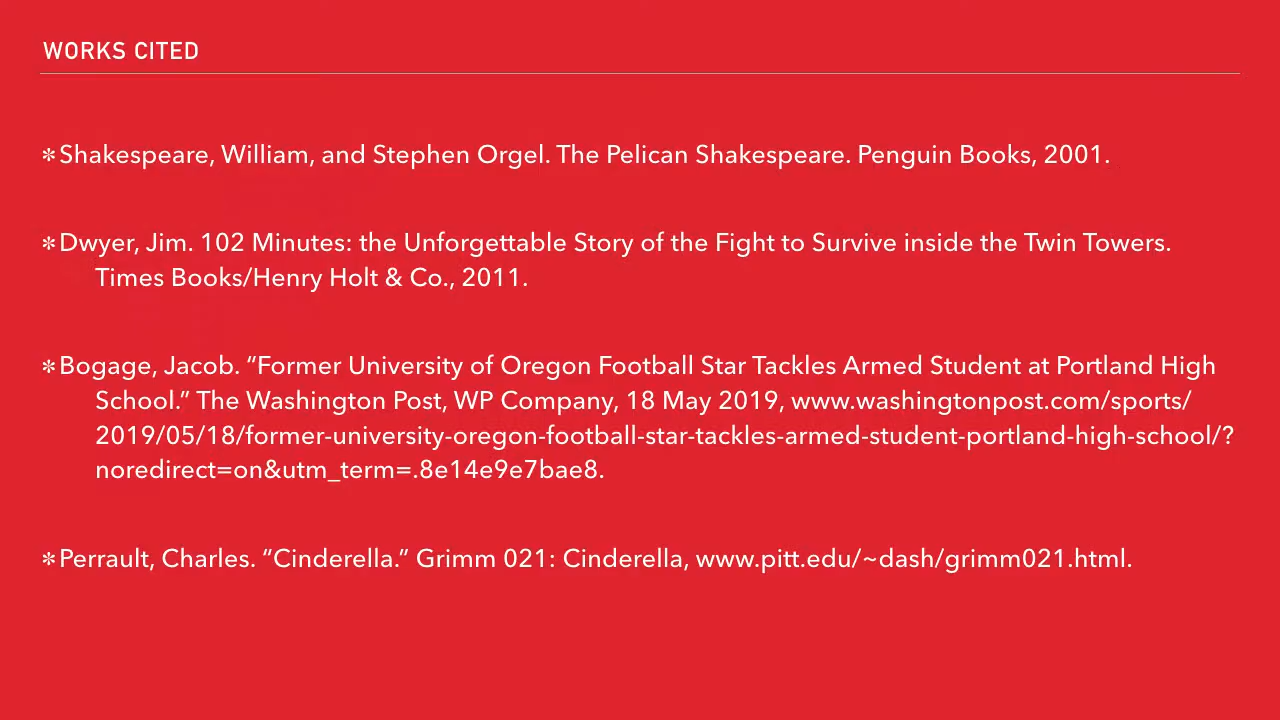 WORKS CITED
*Shakespeare, William, and Stephen Orgel. The Pelican Shakespeare. Penguin Books, 2001.
*Dwyer, Jim. 102 Minutes: the Unforgettable Story of the Fight to Survive inside the Twin Towers.
Times Books/Henry Holt & Co., 2011.
*Bogage, Jacob. “Former University of Oregon Football Star Tackles Armed Student at Portland High
School.” The Washington Post, WP Company, 18 May 2019, www.washingtonpost.com/sports/
2019/05/18/former-university-oregon-football-star-tackles-armed-student-portland-high-school/?
noredirect=on&utm_term=.8e14e9e7bae8.
*Perrault, Charles. “Cinderella.” Grimm 021: Cinderella, www.pitt.edu/~dash/grimm021.html.